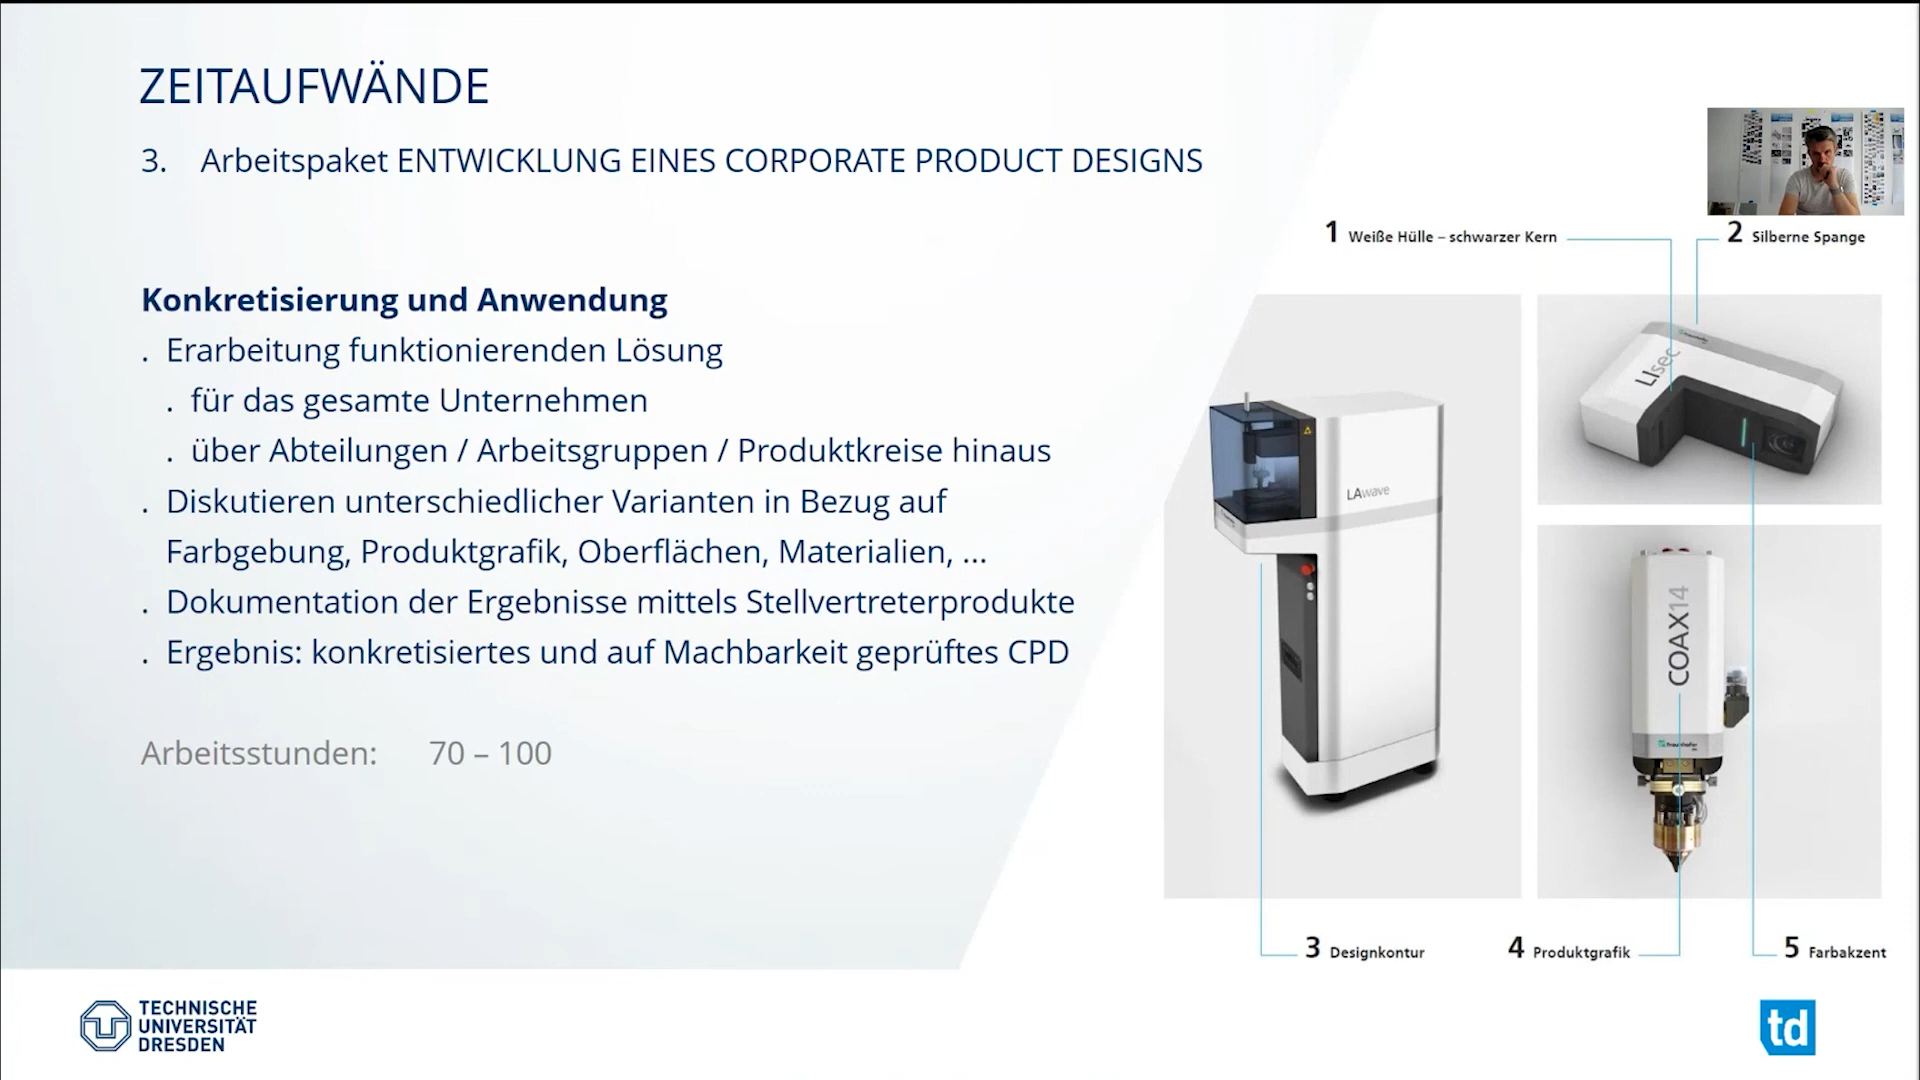 ZEITAUFWÄNDE
3. Arbeitspaket ENTWICKLUNG EINES CORPORATE PRODUCT DESIGNS
Konkretisierung und Anwendung
. Erarbeitung funktionierenden Lösung
. für das gesamte Unternehmen
. über Abteilungen / Arbeitsgruppen / Produktkreise hinaus
. Diskutieren unterschiedlicher Varianten in Bezug auf
Farbgebung, Produktgrafik, Oberflächen, Materialien, ...
. Dokumentation der Ergebnisse mittels Stellvertreterprodukte
. Ergebnis: konkretisiertes und auf Machbarkeit geprüftes CPD
Arbeitsstunden: 70 – 100
1 Weiße Hülle – schwarzer Kern
2 Silberne Spange
LIsec
LAwave
COAX14
Fraunhofer
3 Designkontur
4 Produktgrafik
5 Farbakzent
TECHNISCHE
UNIVERSITÄT
DRESDEN
td